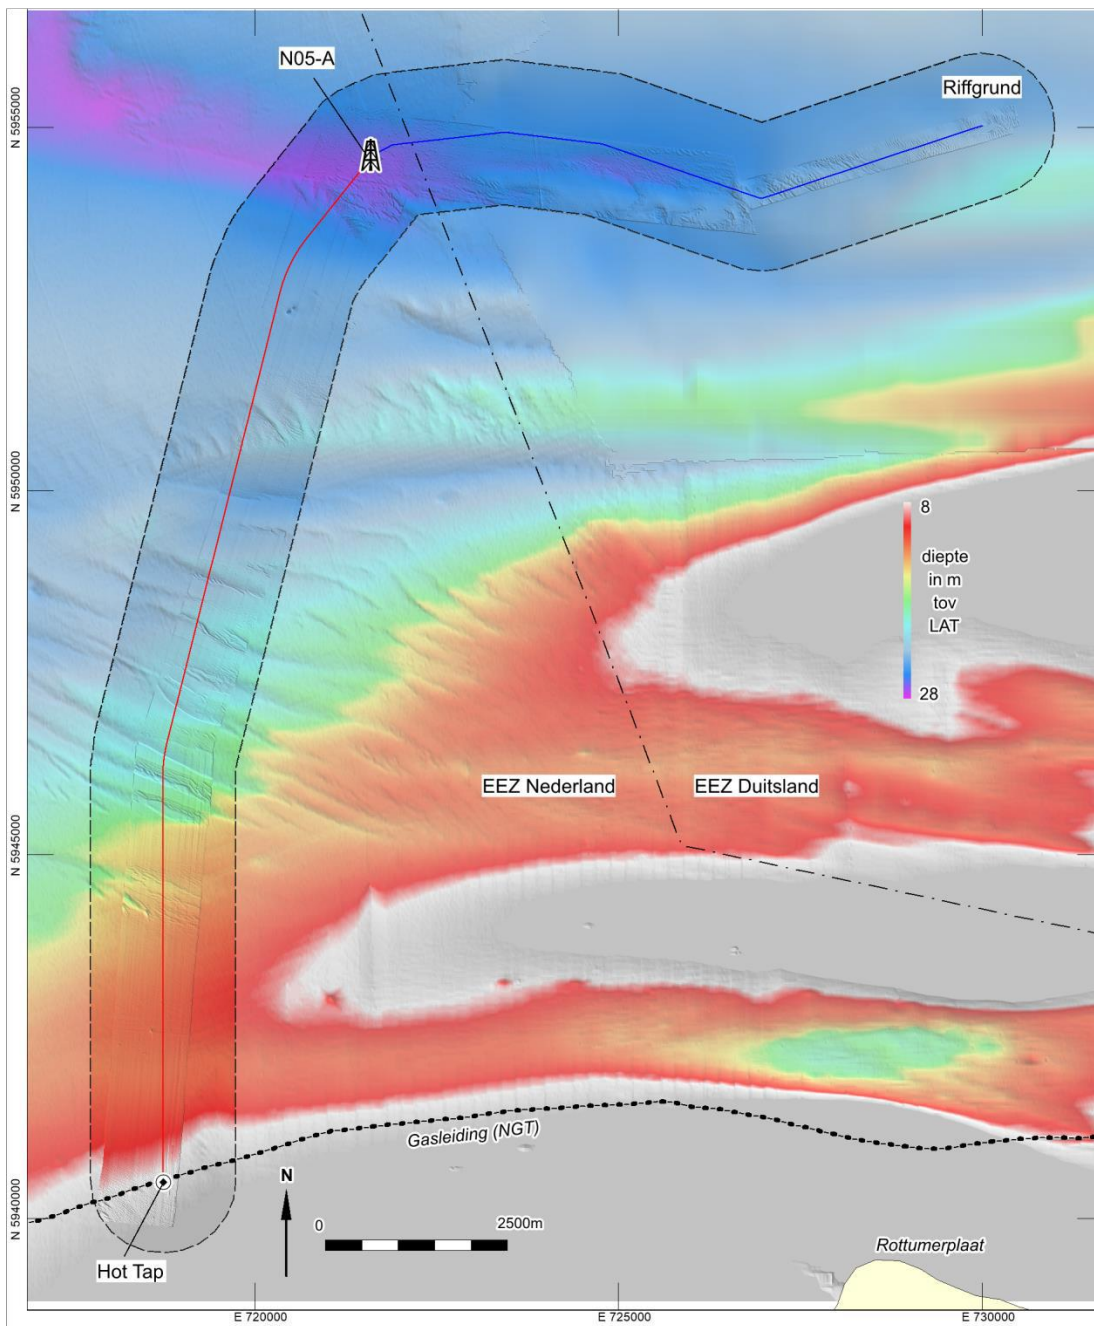 N05-A
Riffgrund
N 5955000
N 5950000
8
diepte
in m
tov
LAT
28
EEZ Nederland
EEZ Duitsland
N 5945000
Gasleiding (NGT)
N 5940000
N
0
2500m
Hot Tap
Rottumerplaat
E 720000
E 725000
E 730000